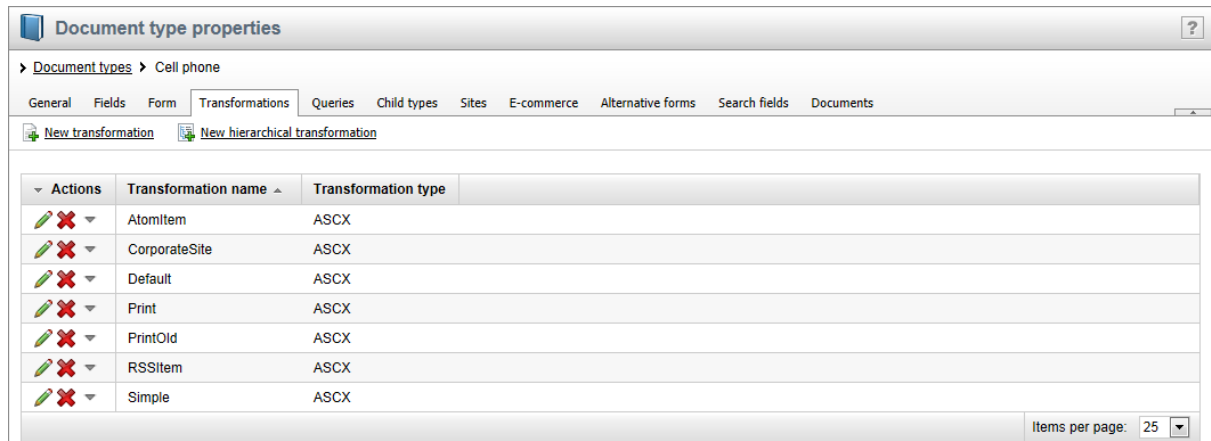 Document type properties ?
Document types > Cell phone
General Fields Form Transformations Queries Child types Sites E-commerce Alternative forms Search fields Documents
New transformation New hierarchical transformation
Actions Transformation name Transformation type
AtomItem ASCX
CorporateSite ASCX
Default ASCX
Print ASCX
PrintOld ASCX
RSSItem ASCX
Simple ASCX
Items per page: 25